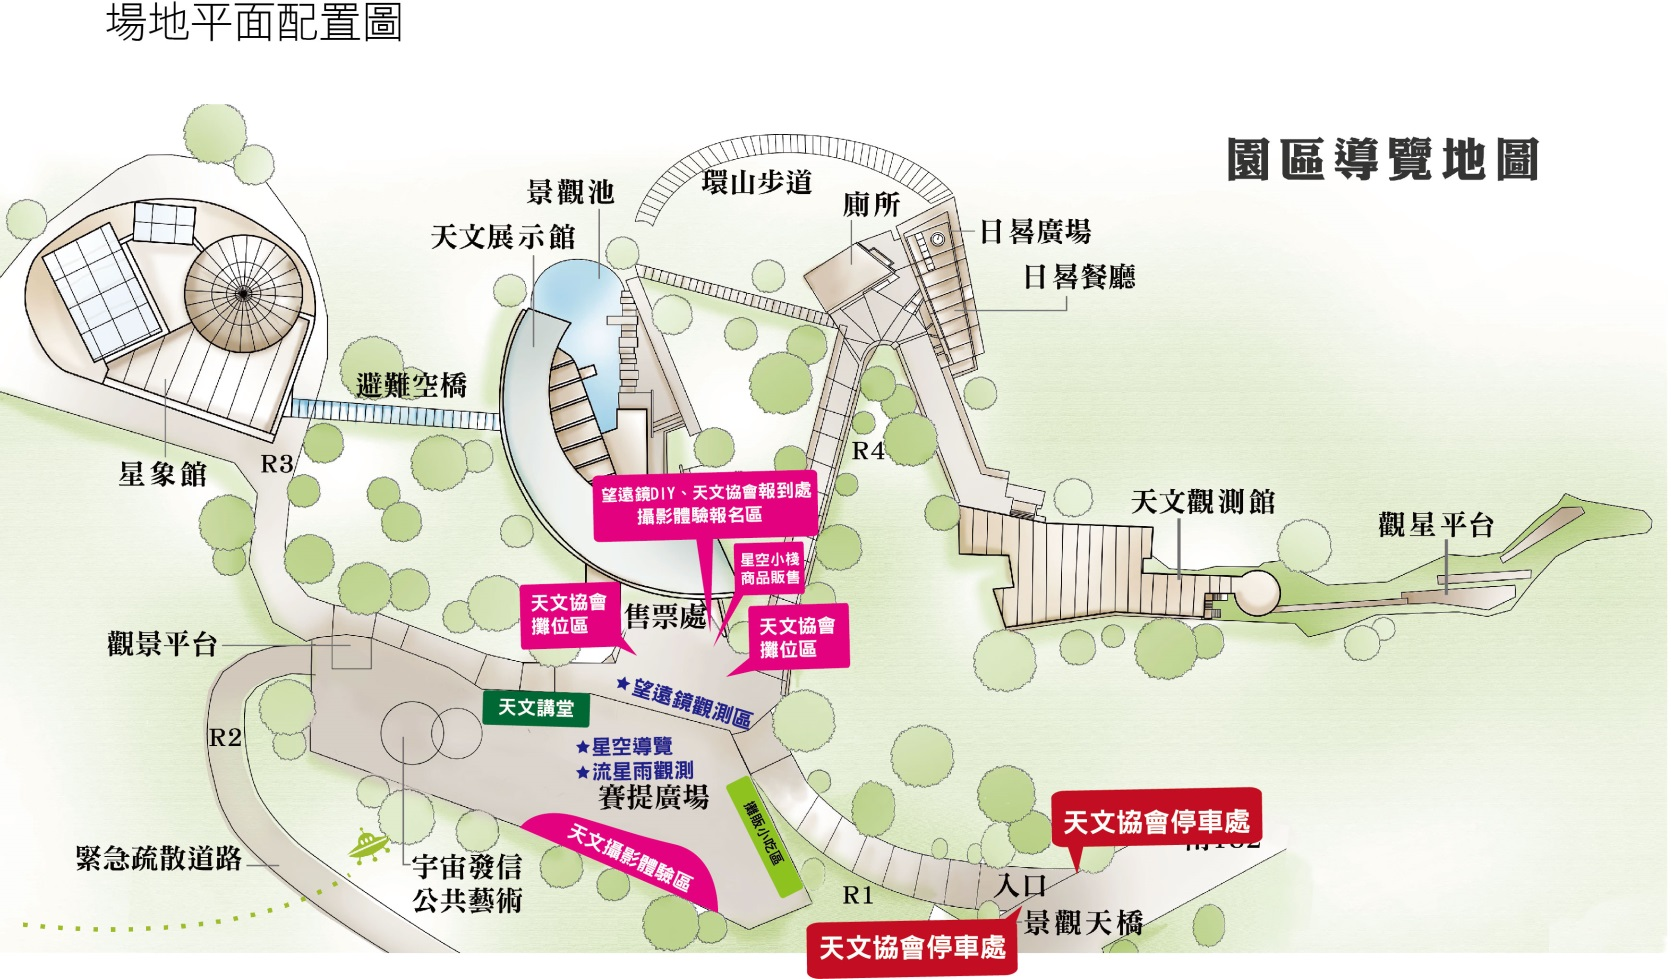 場地平面配置圖
園區導覽地圖
環山步道
景觀池
廁所
天文展示館
日晷廣場
日晷餐廳
避難空橋
R3
星象館
R4
望遠鏡DIY、天文協會報到處
攝影體驗報名區
天文觀測館
觀星平台
星空小棧
商品販售
天文協會
攤位區
售票處
天文協會
攤位區
觀景平台
★望遠鏡觀測區
天文講堂
R2
★星空導覽
★流星雨觀測
賽提廣場
攤販小吃區
天文攝影體驗區
天文協會停車處
緊急疏散道路
宇宙發信
公共藝術
R1
入口
景觀天橋
天文協會停車處